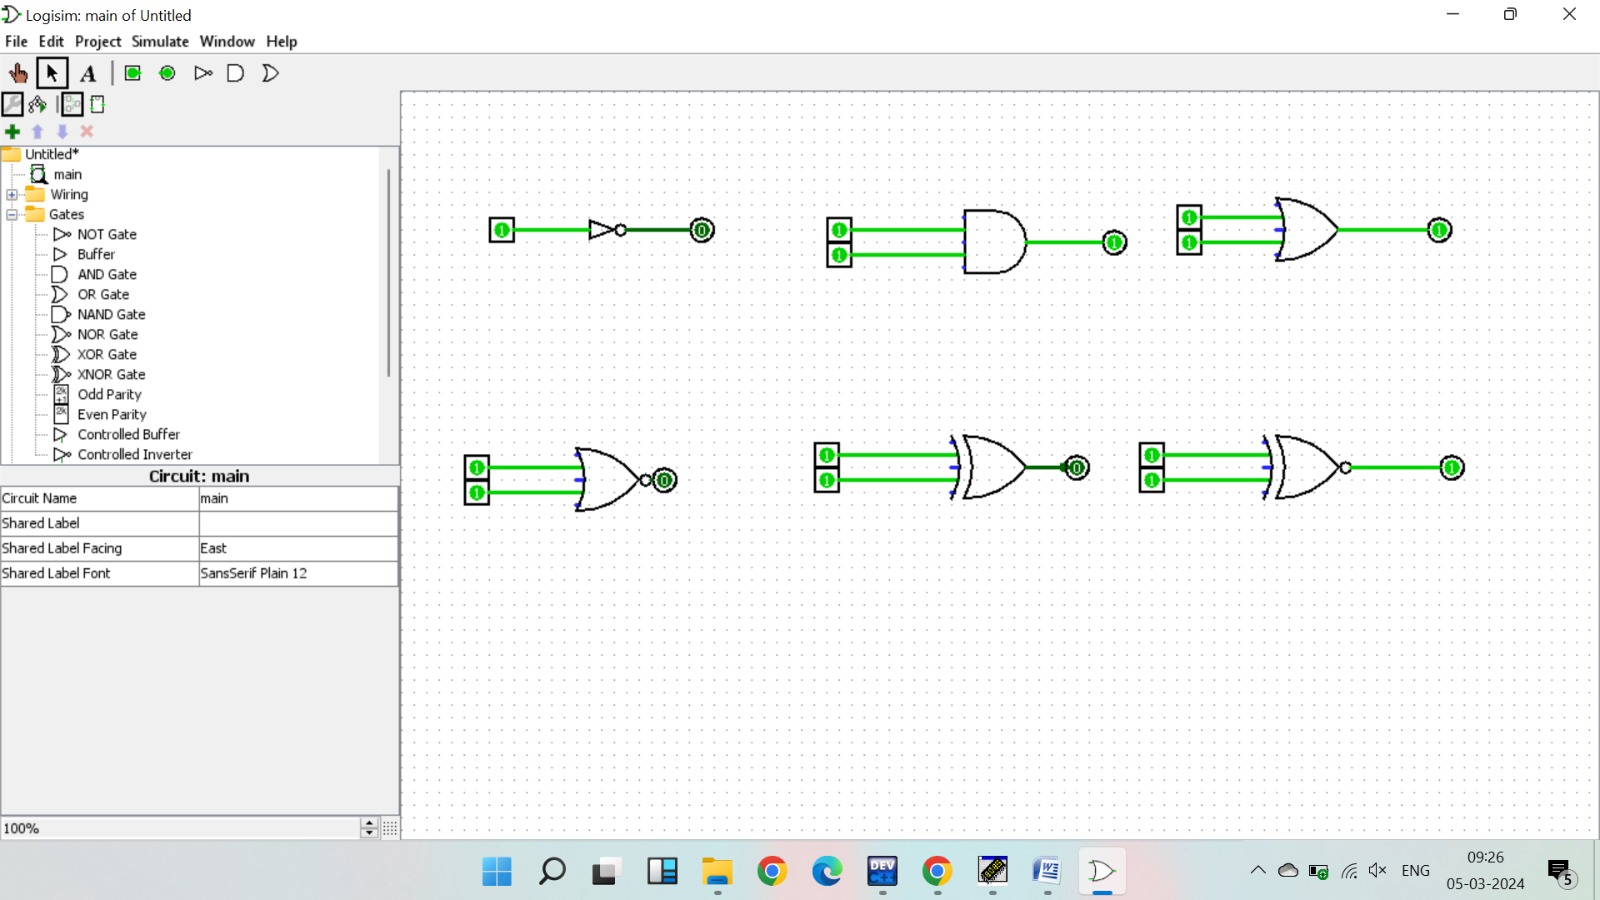 Logisim: main of Untitled
File Edit Project Simulate Window Help
A
Untitled*
main
Wiring
Gates
NOT Gate
Buffer
AND Gate
OR Gate
NAND Gate
NOR Gate
XOR Gate
XNOR Gate
2k+1 Odd Parity
2k Even Parity
Controlled Buffer
Controlled Inverter
Circuit: main
Circuit Name main
Shared Label
Shared Label Facing East
Shared Label Font SansSerif Plain 12
100%
1 0
1 1 1
1 1 1
1 1 0
1 1 0
1 1 1
DEV C++
W
ENG
09:26
05-03-2024
5